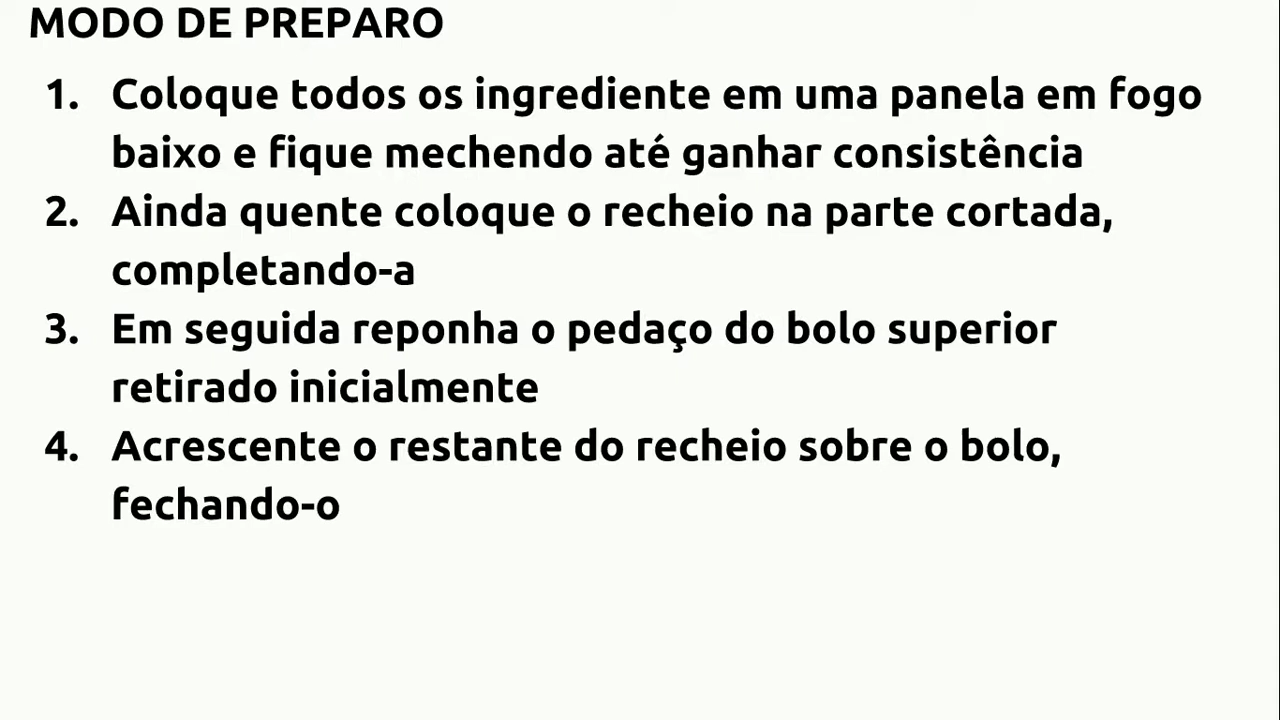 MODO DE PREPARO
1. Coloque todos os ingrediente em uma panela em fogo
baixo e fique mechendo até ganhar consistência
2. Ainda quente coloque o recheio na parte cortada,
completando-a
3. Em seguida reponha o pedaço do bolo superior
retirado inicialmente
4. Acrescente o restante do recheio sobre o bolo,
fechando-o